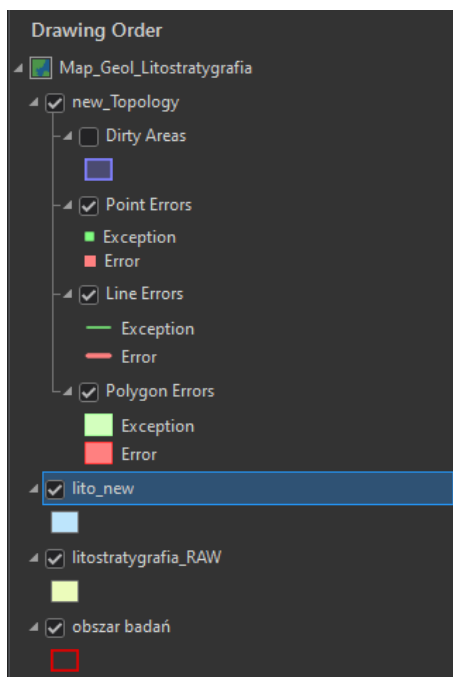 Drawing Order
Map_Geol_Litostratygrafia
new_Topology
Dirty Areas
Point Errors
Exception
Error
Line Errors
Exception
Error
Polygon Errors
Exception
Error
lito_new
litostratygrafia_RAW
obszar badań